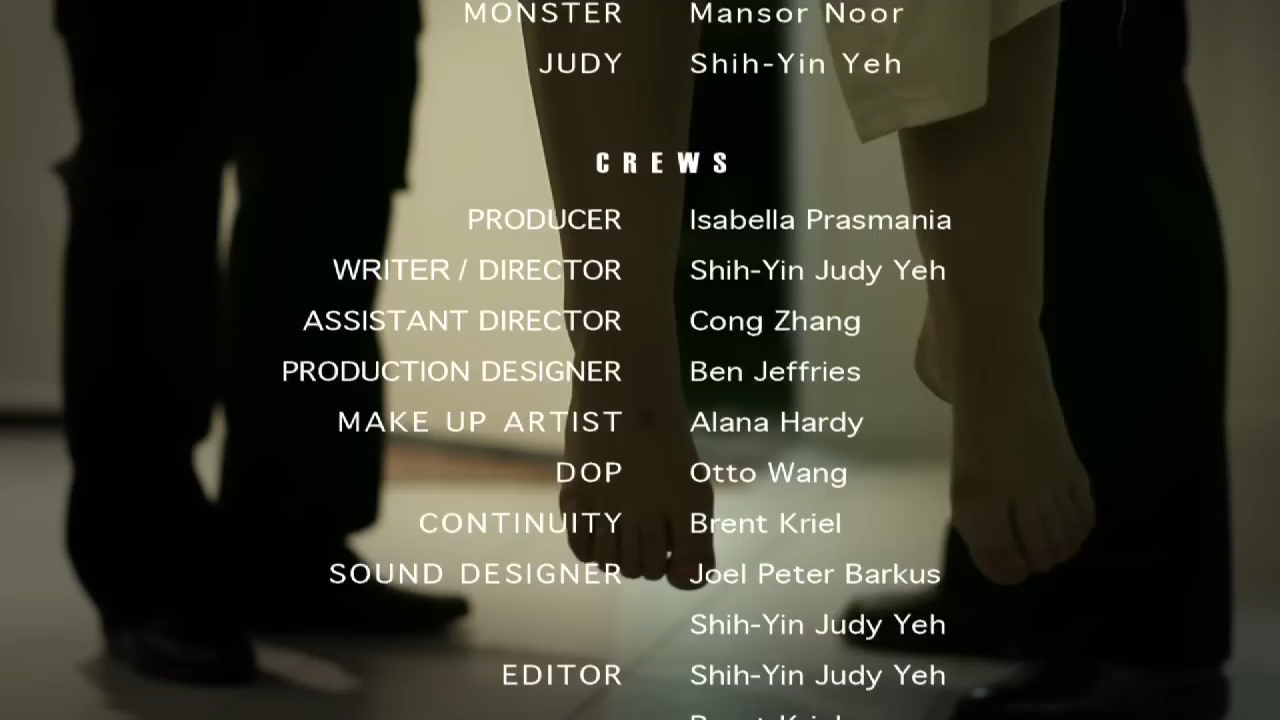 MONSTER Mansor Noor
JUDY Shih-Yin Yeh
CREWS
PRODUCER Isabella Prasmania
WRITER / DIRECTOR Shih-Yin Judy Yeh
ASSISTANT DIRECTOR Cong Zhang
PRODUCTION DESIGNER Ben Jeffries
MAKE UP ARTIST Alana Hardy
DOP Otto Wang
CONTINUITY Brent Kriel
SOUND DESIGNER Joel Peter Barkus
Shih-Yin Judy Yeh
EDITOR Shih-Yin Judy Yeh